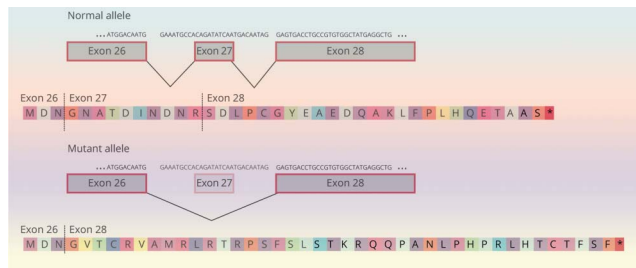 Normal allele
...ATGGACAATG GAAATGCCACAGATATCAATGACAATAG GAGTGACCTGCCGTGTGGCTATGAGGCTG ...
Exon 26 Exon 27 Exon 28
Exon 26 Exon 27 Exon 28
M D N G N A T D I N D N R S D L P C G Y E A E D Q A K L F P L H Q E T A A S *
Mutant allele
...ATGGACAATG GAAATGCCACAGATATCAATGACAATAG GAGTGACCTGCCGTGTGGCTATGAGGCTG ...
Exon 26 Exon 27 Exon 28
Exon 26 Exon 28
M D N G V T C R V A M R L R T R P S F S L S T K R Q Q P A N L P H P R L H T C T F S F *